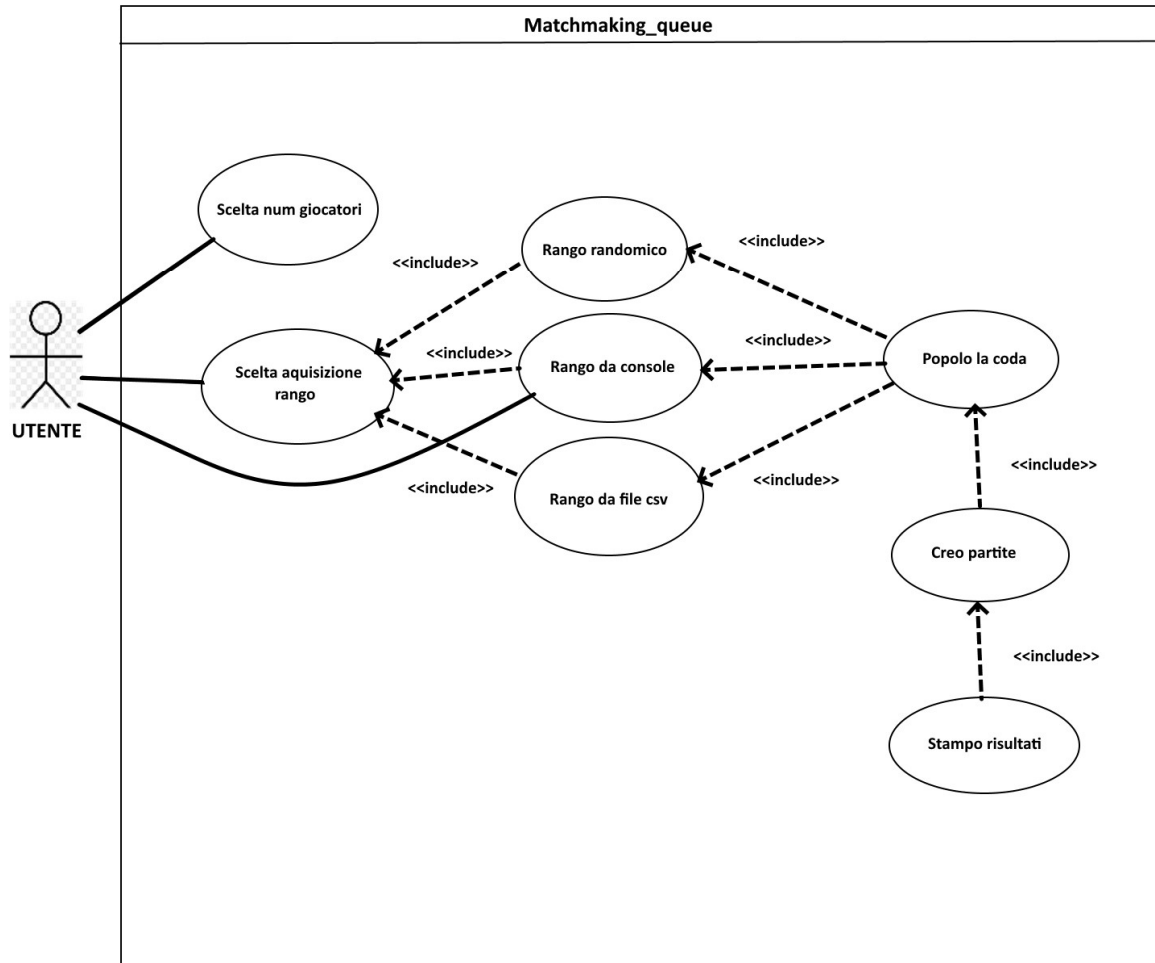 Matchmaking_queue
Scelta num giocatori
Rango randomico
<<include>>
<<include>>
Scelta aquisizione
rango
<<include>>
Rango da console
<<include>>
Popolo la coda
UTENTE
<<include>>
Rango da file csv
<<include>>
<<include>>
Creo partite
<<include>>
Stampo risultati